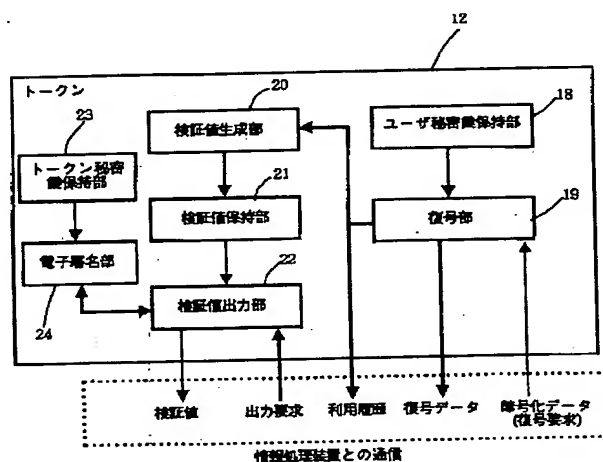 12
トークン
20
検証値生成部
18
ユーザ秘密鍵保持部
23
トークン秘密
鍵保持部
21
検証値保持部
19
復号部
電子署名部
24
22
検証値出力部
検証値
出力要求
利用履歴
復号データ
暗号化データ
(復号要求)
情報処理装置との通信